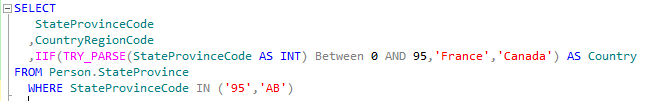 SELECT
StateProvinceCode
,CountryRegionCode
,IIF(TRY_PARSE(StateProvinceCode AS INT) Between 0 AND 95,'France','Canada') AS Country
FROM Person.StateProvince
WHERE StateProvinceCode IN ('95','AB')